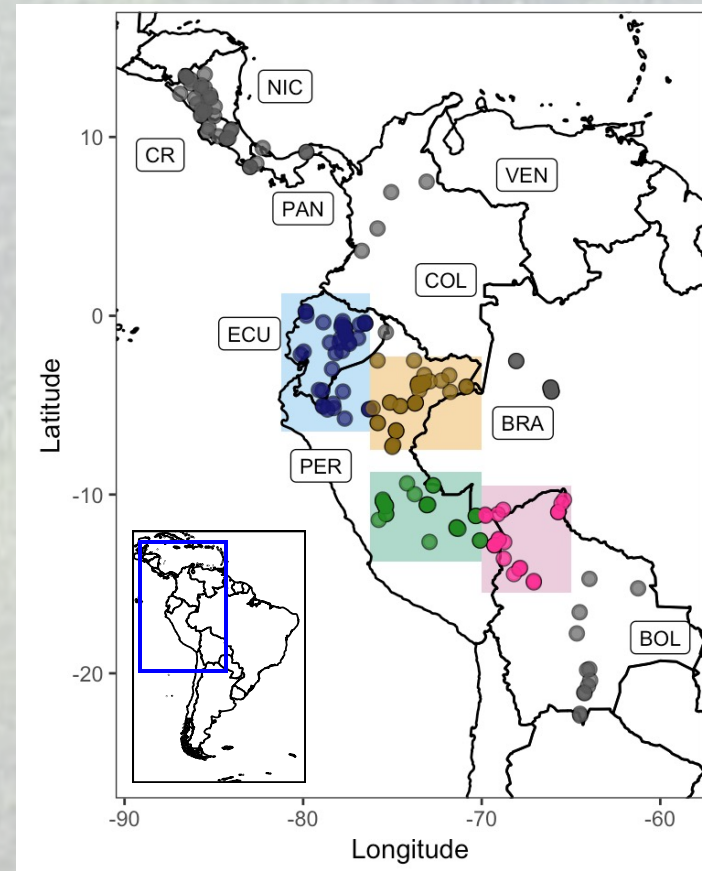 NIC
10
CR
VEN
PAN
COL
0
ECU
BRA
PER
-10
BOL
-20
-90
-80
-70
-60
Latitude
Longitude